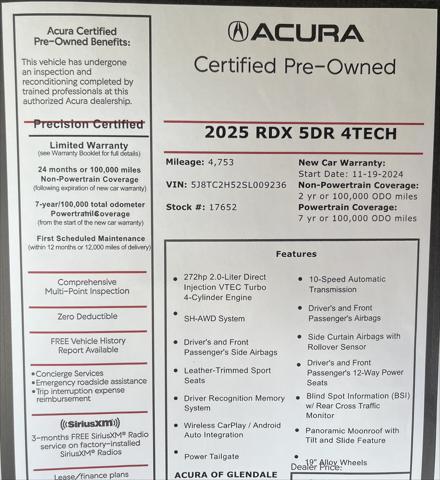 Acura Certified
Pre-Owned Benefits:
This vehicle has undergone
an inspection and
reconditioning completed by
trained professionals at this
authorized Acura dealership.
Precision Certified
Limited Warranty
(see Warranty Booklet for full details)
24 months or 100,000 miles
Non-Powertrain Coverage
(following expiration of new car warranty)
7-year/100,000 total odometer
Powertrain Coverage
(from the start of the new car warranty)
First Scheduled Maintenance
(within 12 months or 12,000 miles of delivery)
Comprehensive
Multi-Point Inspection
Zero Deductible
FREE Vehicle History
Report Available
•Concierge Services
•Emergency roadside assistance
•Trip interruption expense
reimbursement
((SiriusXM))
3-months FREE SiriusXM® Radio
service on factory-installed
SiriusXM® Radios
Lease/finance plans
ACURA
Certified Pre-Owned
2025 RDX 5DR 4TECH
Mileage: 4,753
VIN: 5J8TC2H52SL009236
Stock #: 17652
New Car Warranty:
Start Date: 11-19-2024
Non-Powertrain Coverage:
2 yr or 100,000 ODO miles
Powertrain Coverage:
7 yr or 100,000 ODO miles
Features
• 272hp 2.0-Liter Direct
Injection VTEC Turbo
4-Cylinder Engine
• SH-AWD System
• Driver's and Front
Passenger's Side Airbags
• Leather-Trimmed Sport
Seats
• Driver Recognition Memory
System
• Wireless CarPlay / Android
Auto Integration
• Power Tailgate
• 10-Speed Automatic
Transmission
• Driver's and Front
Passenger's Airbags
• Side Curtain Airbags with
Rollover Sensor
• Driver's and Front
Passenger's 12-Way Power
Seats
• Blind Spot Information (BSI)
w/ Rear Cross Traffic
Monitor
• Panoramic Moonroof with
Tilt and Slide Feature
• 19" Alloy Wheels
ACURA OF GLENDALE
Dealer Price: